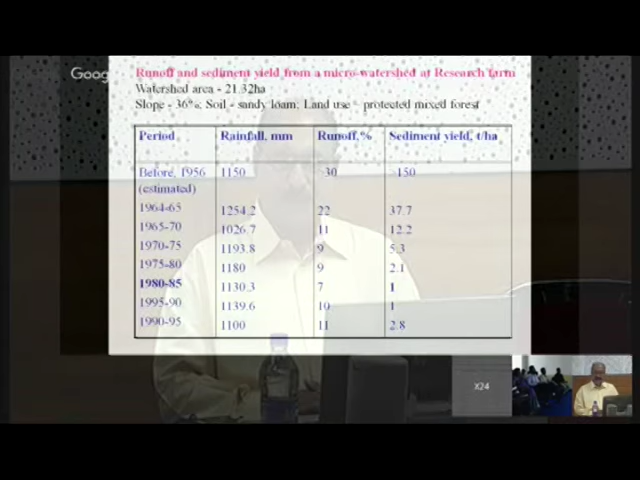 Goog
Runoff and sediment yield from a micro-watershed at Research farm
Watershed area - 21.32ha
Slope - 36%; Soil - sandy loam; Land use protected mixed forest
Period Rainfall, mm Runoff,% Sediment yield, t/ha
Before, 1956 1150 30 150
(estimated)
1964-65 1254.2 22 37.7
1965-70 1026.7 11 12.2
1970-75 1193.8 9 5.3
1975-80 1180 9 2.1
1980-85 1130.3 7 1
1995-90 1139.6 10 1
1990-95 1100 11 2.8
X24